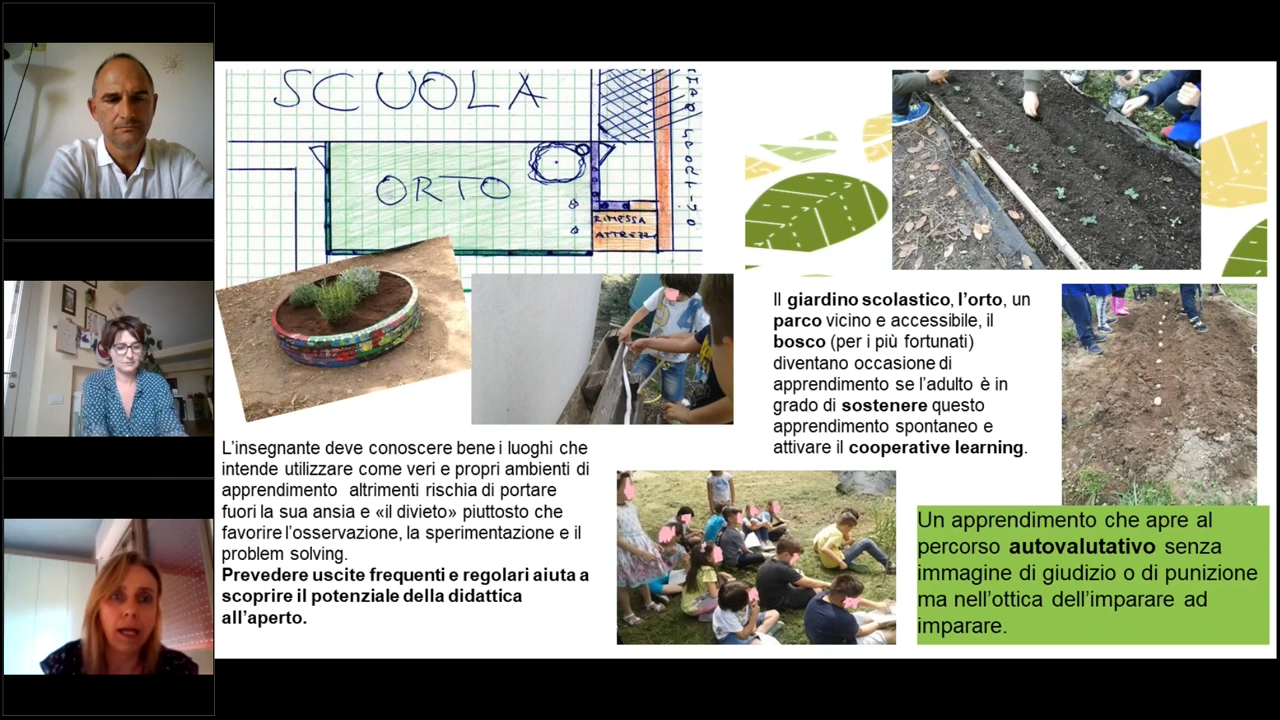 SCUOLA
ORTO
RIMESSA
L'insegnante deve conoscere bene i luoghi che
intende utilizzare come veri e propri ambienti di
apprendimento altrimenti rischia di portare
fuori la sua ansia e «il divieto» piuttosto che
favorire l'osservazione, la sperimentazione e il
problem solving.
Prevedere uscite frequenti e regolari aiuta a
scoprire il potenziale della didattica
all'aperto.
Il giardino scolastico, l'orto, un
parco vicino e accessibile, il
bosco (per i più fortunati)
diventano occasione di
apprendimento se l'adulto è in
grado di sostenere questo
apprendimento spontaneo e
attivare il cooperative learning.
Un apprendimento che apre al
percorso autovalutativo senza
immagine di giudizio o di punizione
ma nell'ottica dell'imparare ad
imparare.